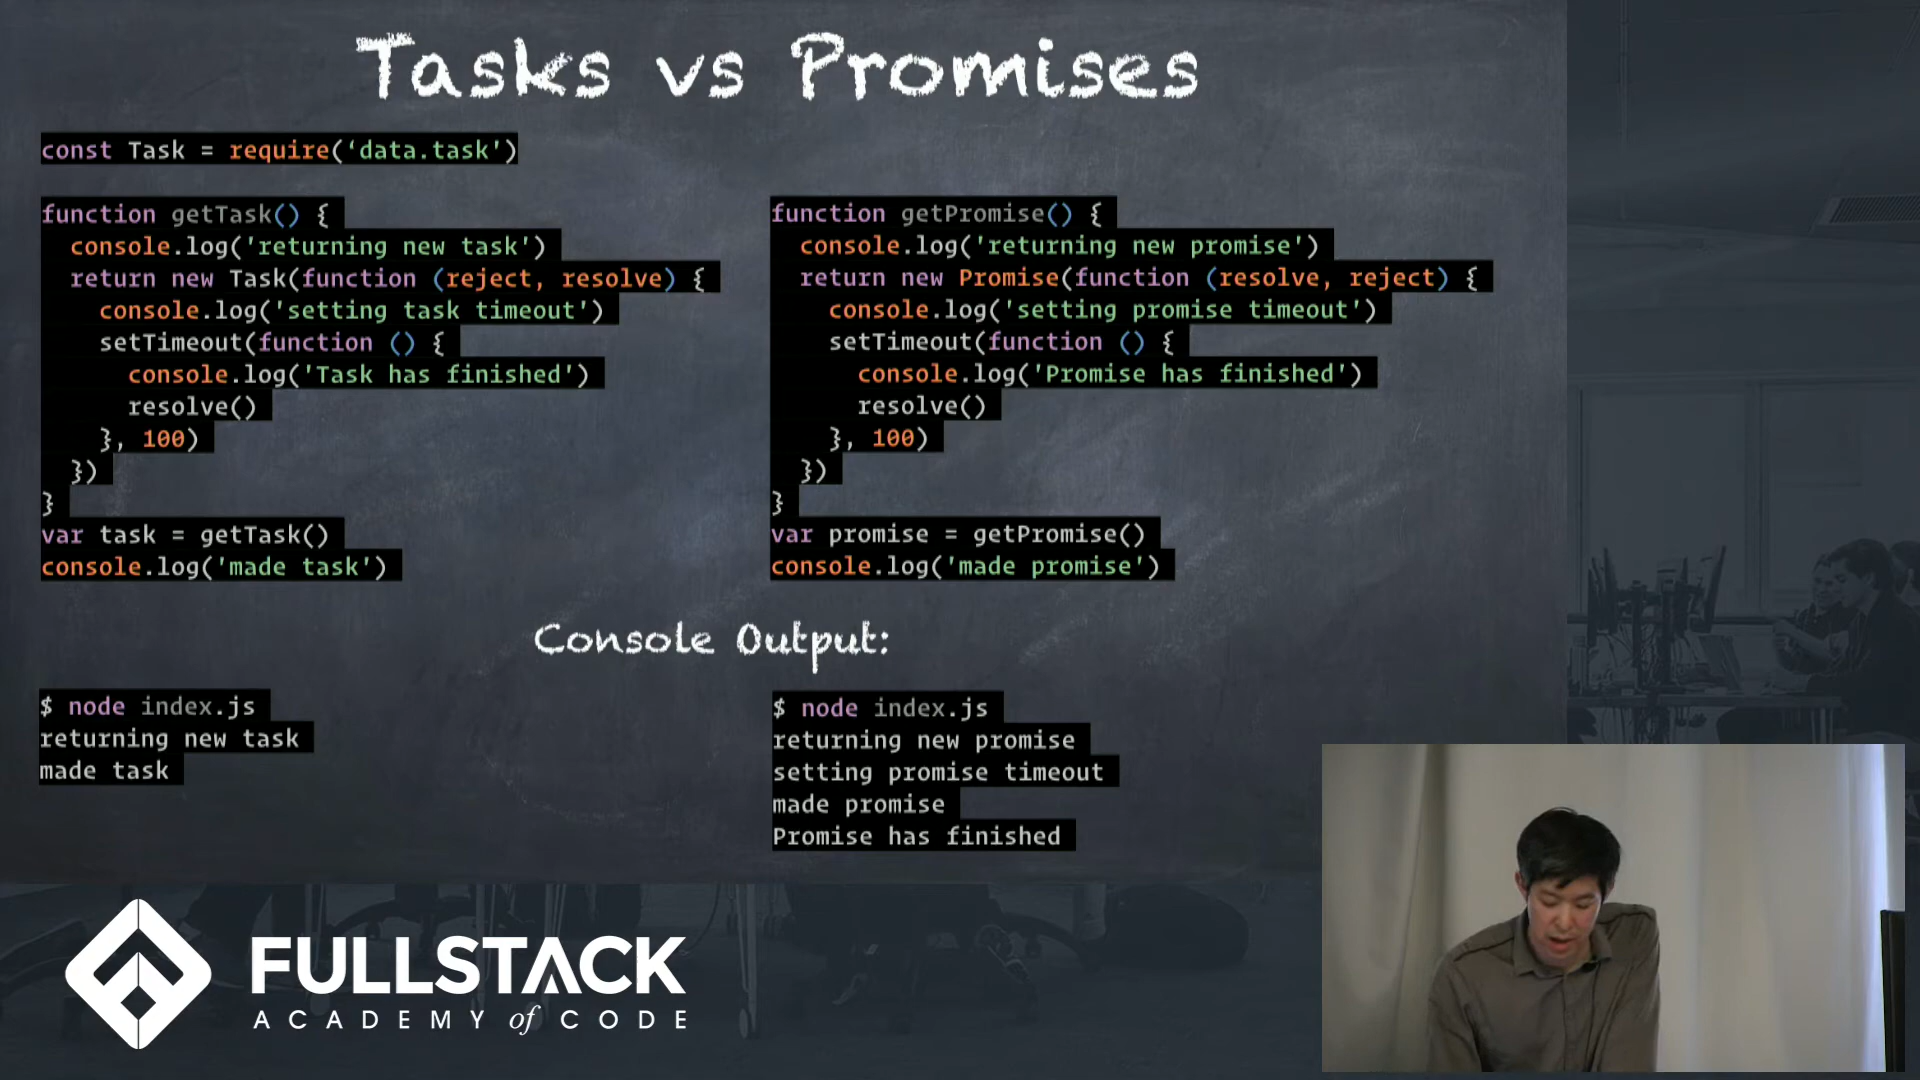 Tasks vs Promises
const Task = require(‘data.task')
function getTask() {
  console.log('returning new task')
  return new Task(function (reject, resolve) {
    console.log('setting task timeout')
    setTimeout(function () {
      console.log('Task has finished')
      resolve()
    }, 100)
  })
}
var task = getTask()
console.log('made task')
function getPromise() {
  console.log('returning new promise')
  return new Promise(function (resolve, reject) {
    console.log('setting promise timeout')
    setTimeout(function () {
      console.log('Promise has finished')
      resolve()
    }, 100)
  })
}
var promise = getPromise()
console.log('made promise')
Console Output:
$ node index.js
returning new task
made task
$ node index.js
returning new promise
setting promise timeout
made promise
Promise has finished
FULLSTACK
ACADEMY of CODE